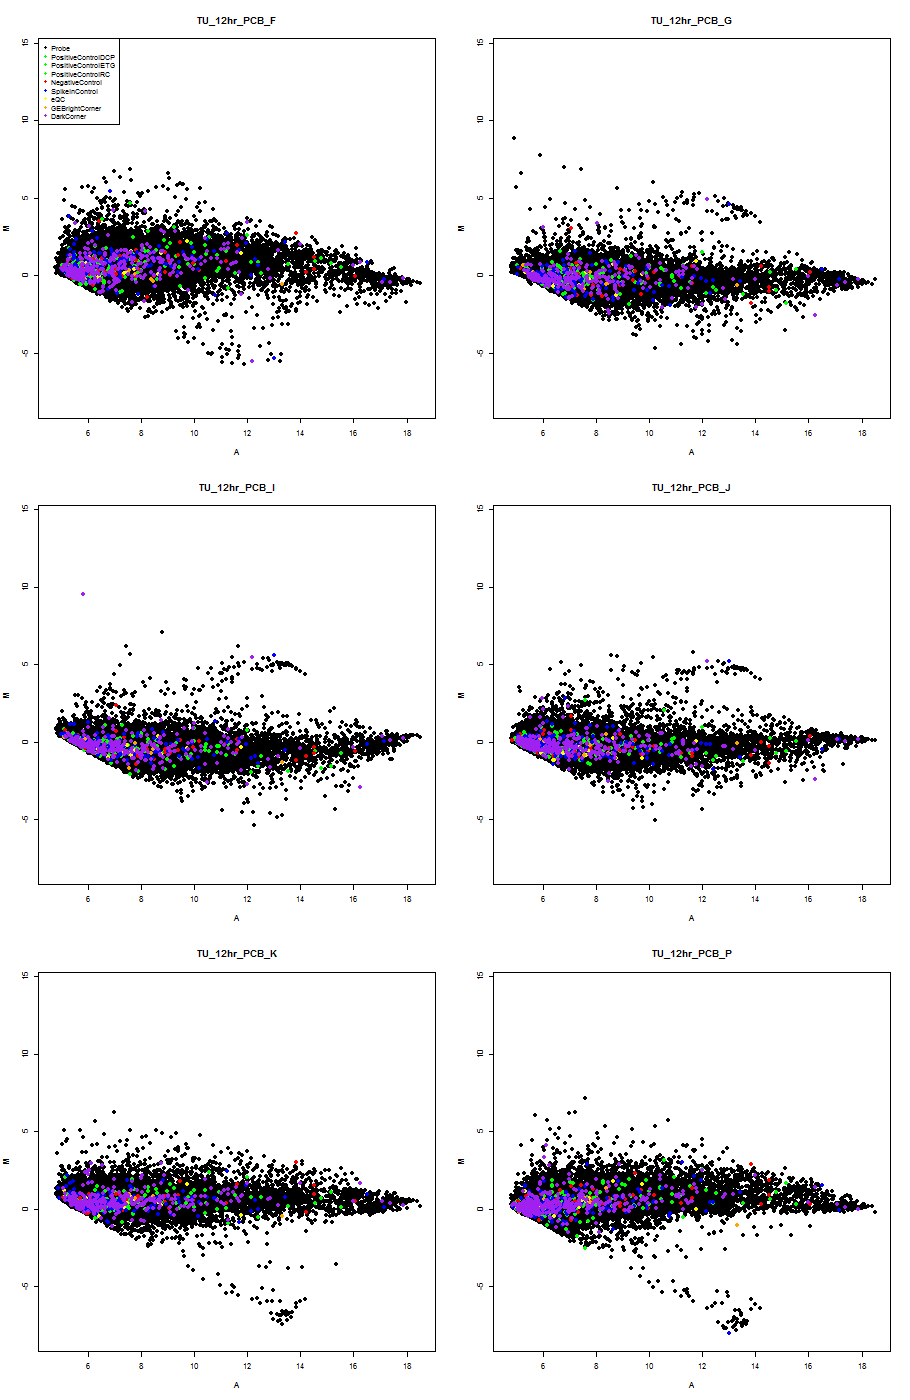 TU_12hr_PCB_F
15
10
5
0
-5
M
Probe
PositiveControlDCP
PositiveControlETG
PositiveControlRC
NegativeControl
SpikeInControl
eQC
GEBrightCorner
DarkCorner
6 8 10 12 14 16 18
A
TU_12hr_PCB_G
15
10
5
0
-5
M
6 8 10 12 14 16 18
A
TU_12hr_PCB_I
15
10
5
0
-5
M
6 8 10 12 14 16 18
A
TU_12hr_PCB_J
15
10
5
0
-5
M
6 8 10 12 14 16 18
A
TU_12hr_PCB_K
15
10
5
0
-5
M
6 8 10 12 14 16 18
A
TU_12hr_PCB_P
15
10
5
0
-5
M
6 8 10 12 14 16 18
A